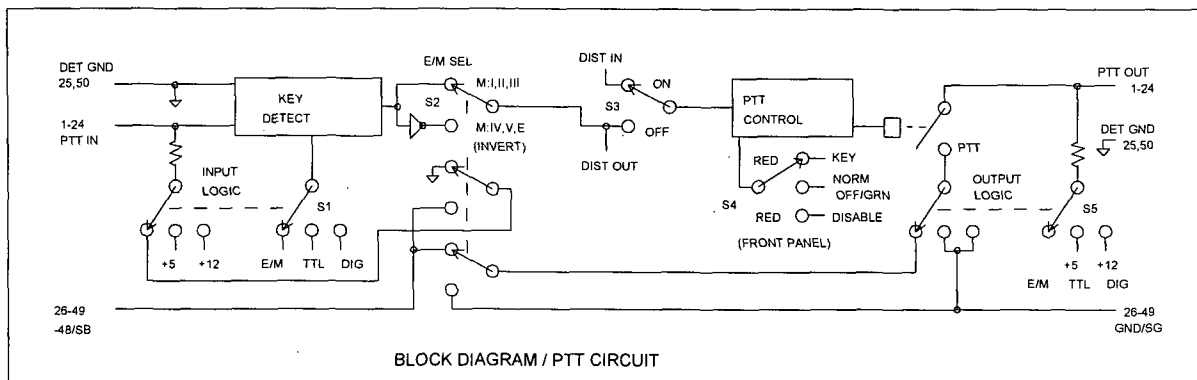 DET GND
25,50
1-24
PTT IN
KEY
DETECT
INPUT
LOGIC
S1
+5
+12
E/M
TTL
DIG
26-49
-48/SB
E/M SEL
S2
M:I,II,III
M:IV,V,E
(INVERT)
DIST IN
ON
S3
OFF
DIST OUT
PTT
CONTROL
RED
KEY
NORM
OFF/GRN
S4
RED
DISABLE
(FRONT PANEL)
PTT
OUTPUT
LOGIC
PTT OUT
1-24
DET GND
25,50
S5
+5
+12
E/M
TTL
DIG
26-49
GND/SG
BLOCK DIAGRAM / PTT CIRCUIT